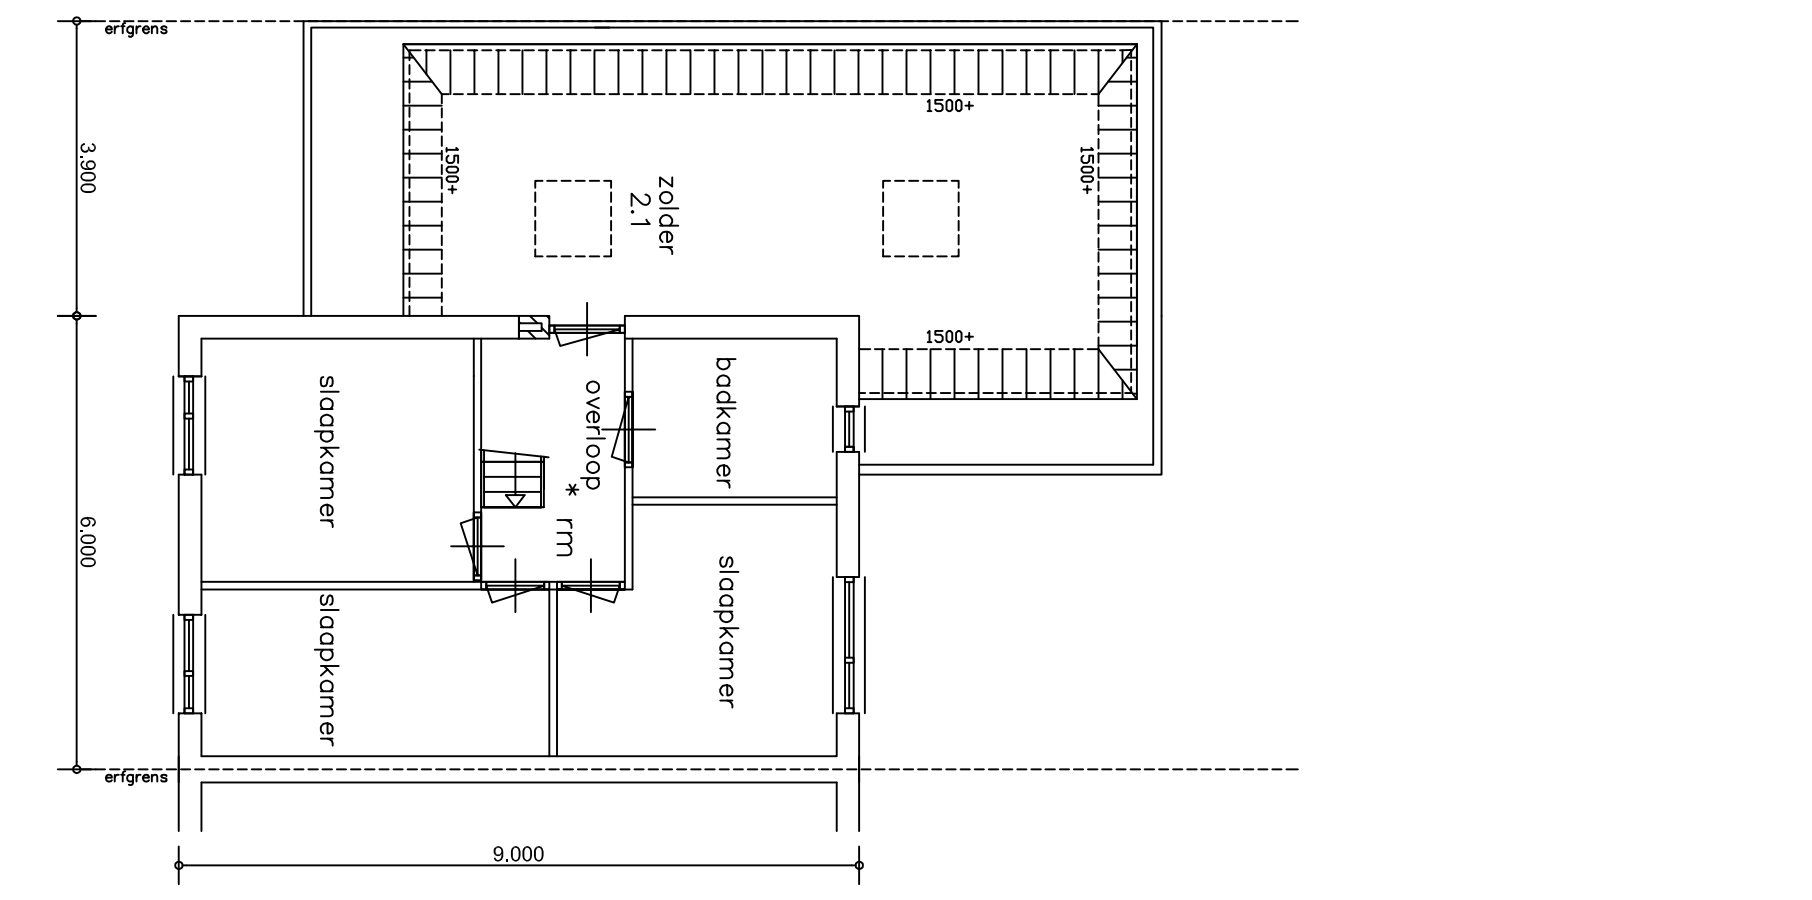 erfgrens
1500+
3.900
1500+
1500+
zolder
2.1
1500+
badkamer
slaapkamer
overloop
* rm
6.000
slaapkamer
slaapkamer
erfgrens
9.000